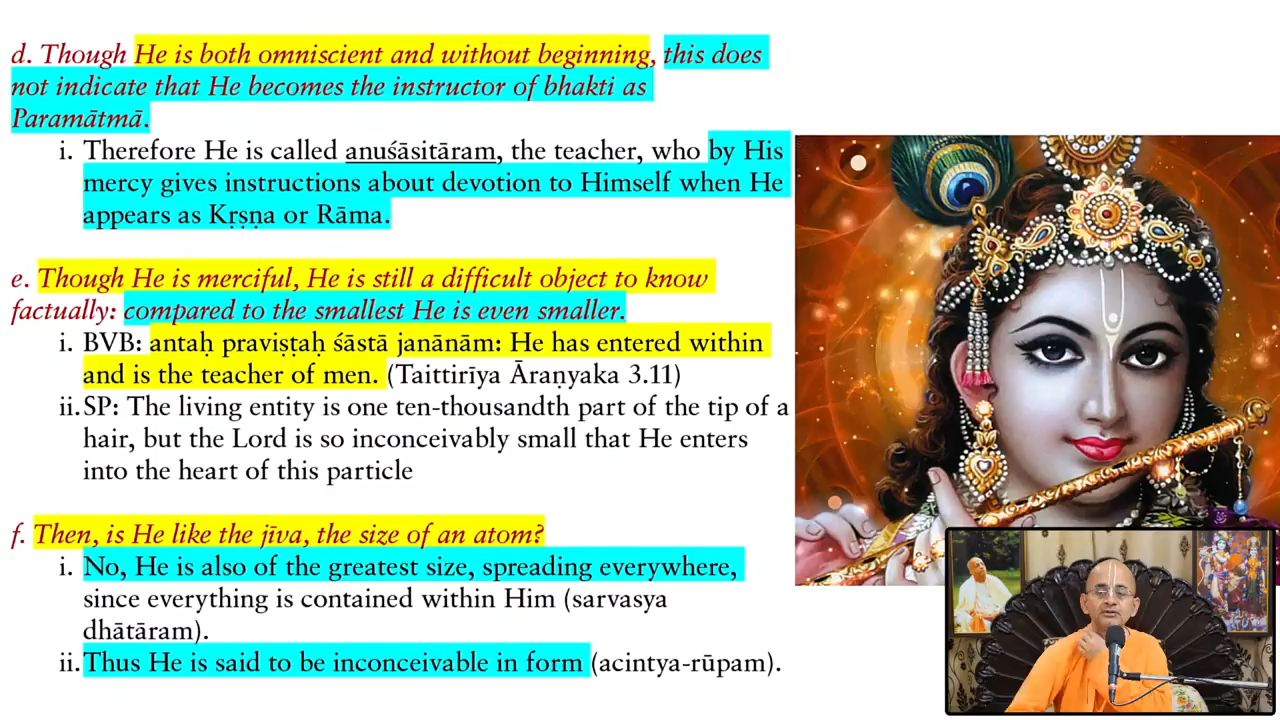 d. Though He is both omniscient and without beginning, this does
not indicate that He becomes the instructor of bhakti as
Paramātmā.
i. Therefore He is called anuśāsitāram, the teacher, who by His
mercy gives instructions about devotion to Himself when He
appears as Kṛṣṇa or Rāma.
e. Though He is merciful, He is still a difficult object to know
factually: compared to the smallest He is even smaller.
i. BVB: antaḥ praviṣṭaḥ śāstā janānām: He has entered within
and is the teacher of men. (Taittirīya Āraṇyaka 3.11)
ii. SP: The living entity is one ten-thousandth part of the tip of a
hair, but the Lord is so inconceivably small that He enters
into the heart of this particle
f. Then, is He like the jīva, the size of an atom?
i. No, He is also of the greatest size, spreading everywhere,
since everything is contained within Him (sarvasya
dhātāram).
ii. Thus He is said to be inconceivable in form (acintya-rūpam).